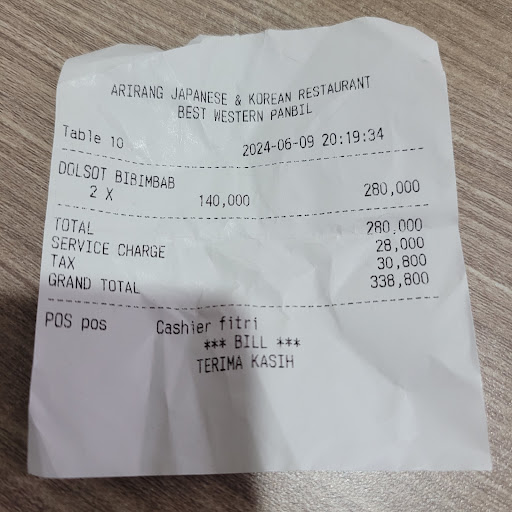 ARIRANG JAPANESE & KOREAN RESTAURANT
BEST WESTERN PANBIL
Table 10 2024-06-09 20:19:34
DOLSOT BIBIMBAB
2 X 140,000 280,000
TOTAL 280,000
SERVICE CHARGE 28,000
TAX 30,800
GRAND TOTAL 338,800
POS pos Cashier fitri
*** BILL ***
TERIMA KASIH